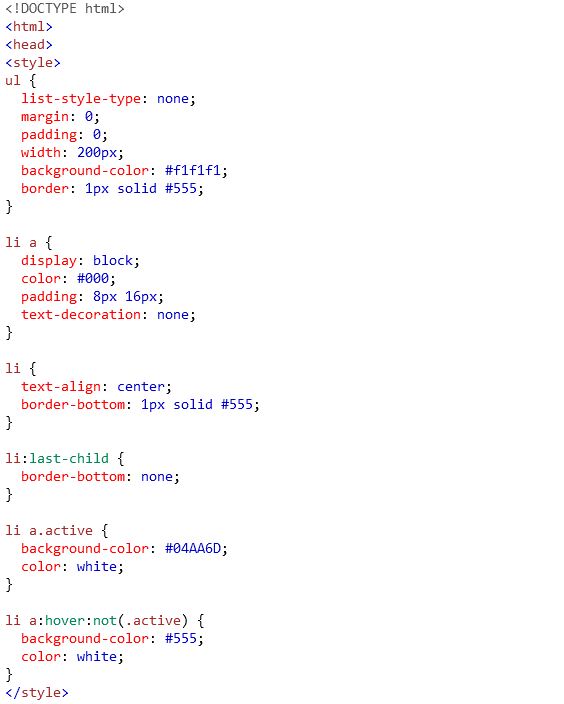 <!DOCTYPE html>
<html>
<head>
<style>
ul {
  list-style-type: none;
  margin: 0;
  padding: 0;
  width: 200px;
  background-color: #f1f1f1;
  border: 1px solid #555;
}

li a {
  display: block;
  color: #000;
  padding: 8px 16px;
  text-decoration: none;
}

li {
  text-align: center;
  border-bottom: 1px solid #555;
}

li:last-child {
  border-bottom: none;
}

li a.active {
  background-color: #04AA6D;
  color: white;
}

li a:hover:not(.active) {
  background-color: #555;
  color: white;
}
</style>